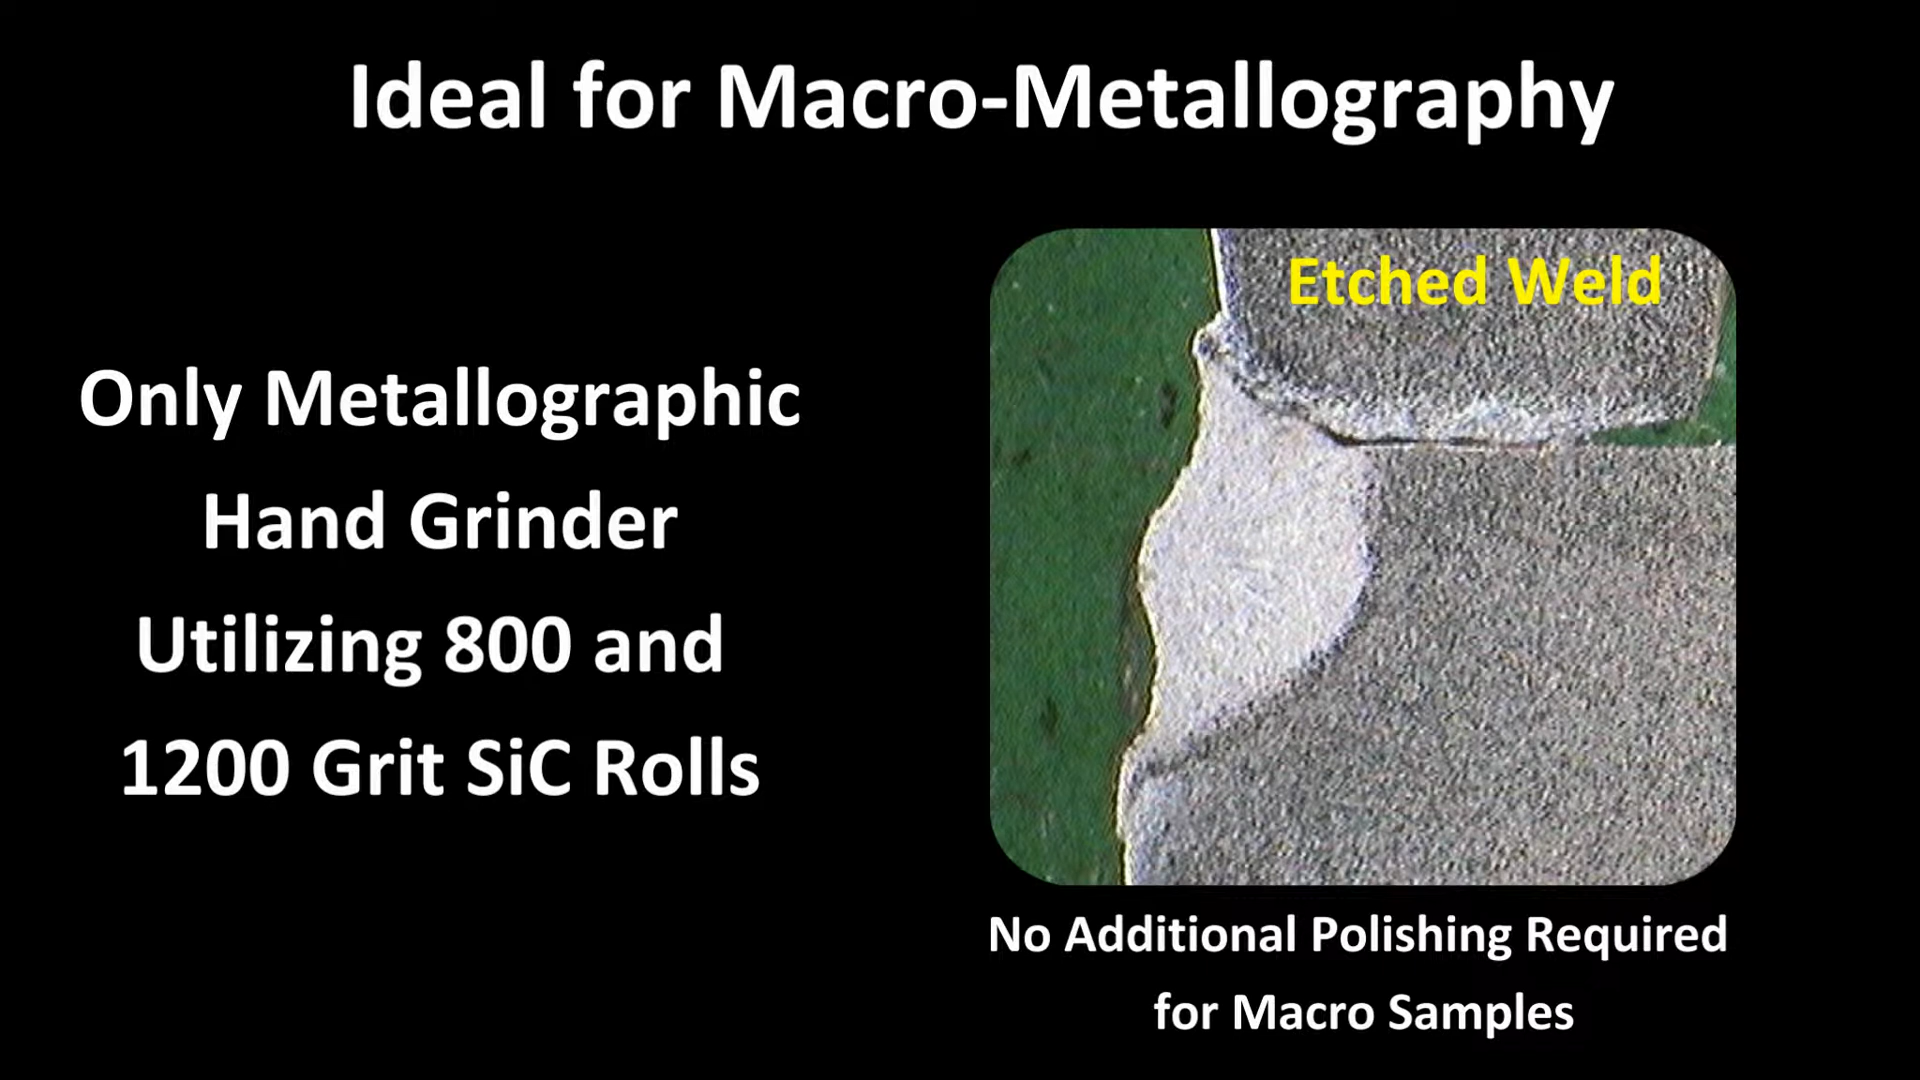 Ideal for Macro-Metallography
Only Metallographic
Hand Grinder
Utilizing 800 and
1200 Grit SiC Rolls
Etched Weld
No Additional Polishing Required
for Macro Samples